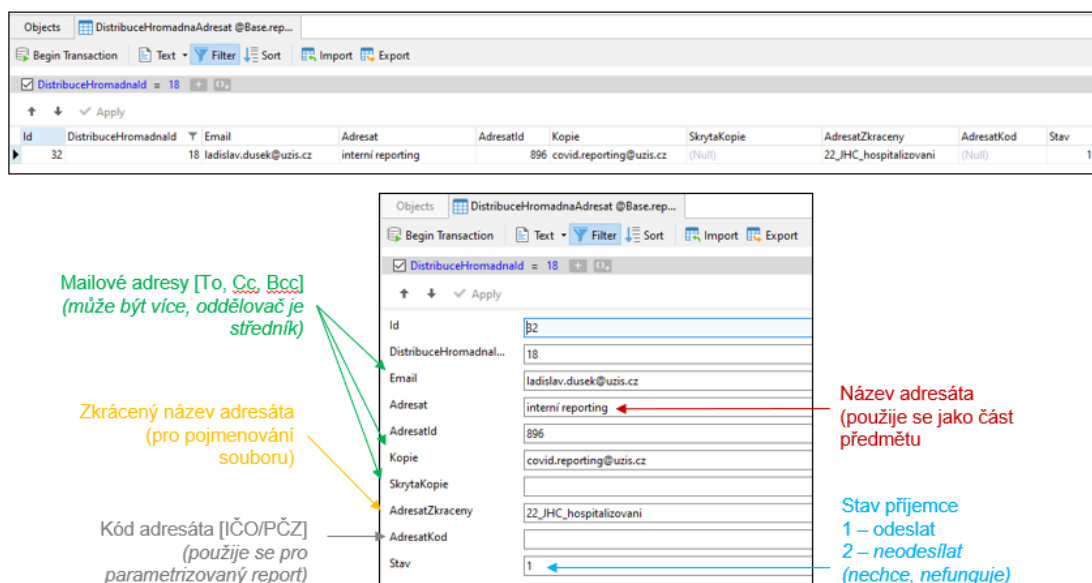 Objects DistribuceHromadnaAdresat @Base.rep...
Begin Transaction Text Filter Sort Import Export
DistribuceHromadnaId = 18
Apply
Id DistribuceHromadnaId Email Adresat AdresatId Kopie SkrytaKopie AdresatZkraceny AdresatKod Stav
32 18 ladislav.dusek@uzis.cz interní reporting 896 covid.reporting@uzis.cz (Null) 22_JHC_hospitalizovani (Null) 1
Objects DistribuceHromadnaAdresat @Base.rep...
Begin Transaction Text Filter Sort Import Export
DistribuceHromadnaId = 18
Apply
Id 32
DistribuceHromadnaI... 18
Email ladislav.dusek@uzis.cz
Adresat interní reporting
AdresatId 896
Kopie covid.reporting@uzis.cz
SkrytaKopie
AdresatZkraceny 22_JHC_hospitalizovani
AdresatKod
Stav 1
Mailové adresy [To, Cc, Bcc]
(může být více, oddělovač je
středník)
Zkrácený název adresáta
(pro pojmenování
souboru)
Kód adresáta [IČO/PČZ]
(použije se pro
parametrizovaný report)
Název adresáta
(použije se jako část
předmětu
Stav příjemce
1 – odeslat
2 – neodesílat
(nechce, nefunguje)